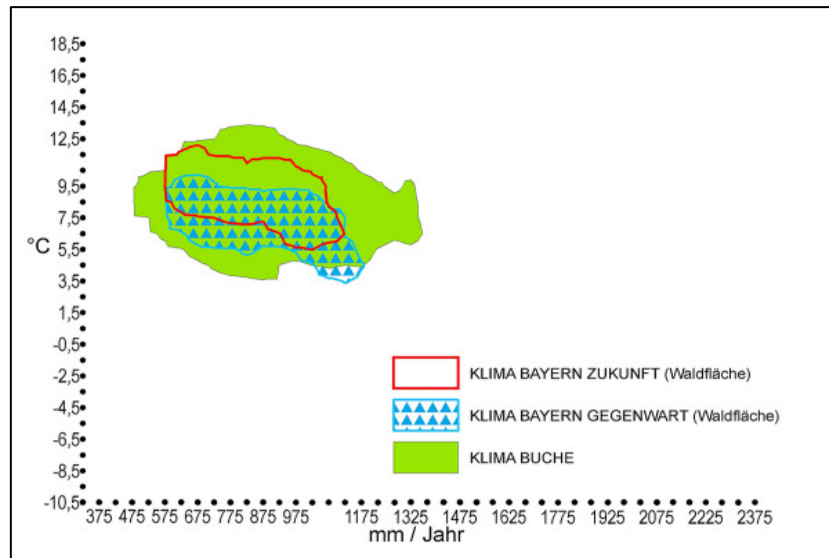 18,5
16,5
14,5
12,5
9,5
7,5
°C
5,5
3,5
1,5
-0,5
-2,5
-4,5
-6,5
-8,5
-10,5
KLIMA BAYERN ZUKUNFT (Waldfläche)
KLIMA BAYERN GEGENWART (Waldfläche)
KLIMA BUCHE
375 475 575 675 775 875 975 1175 1325 1475 1625 1775 1925 2075 2225 2375
mm / Jahr